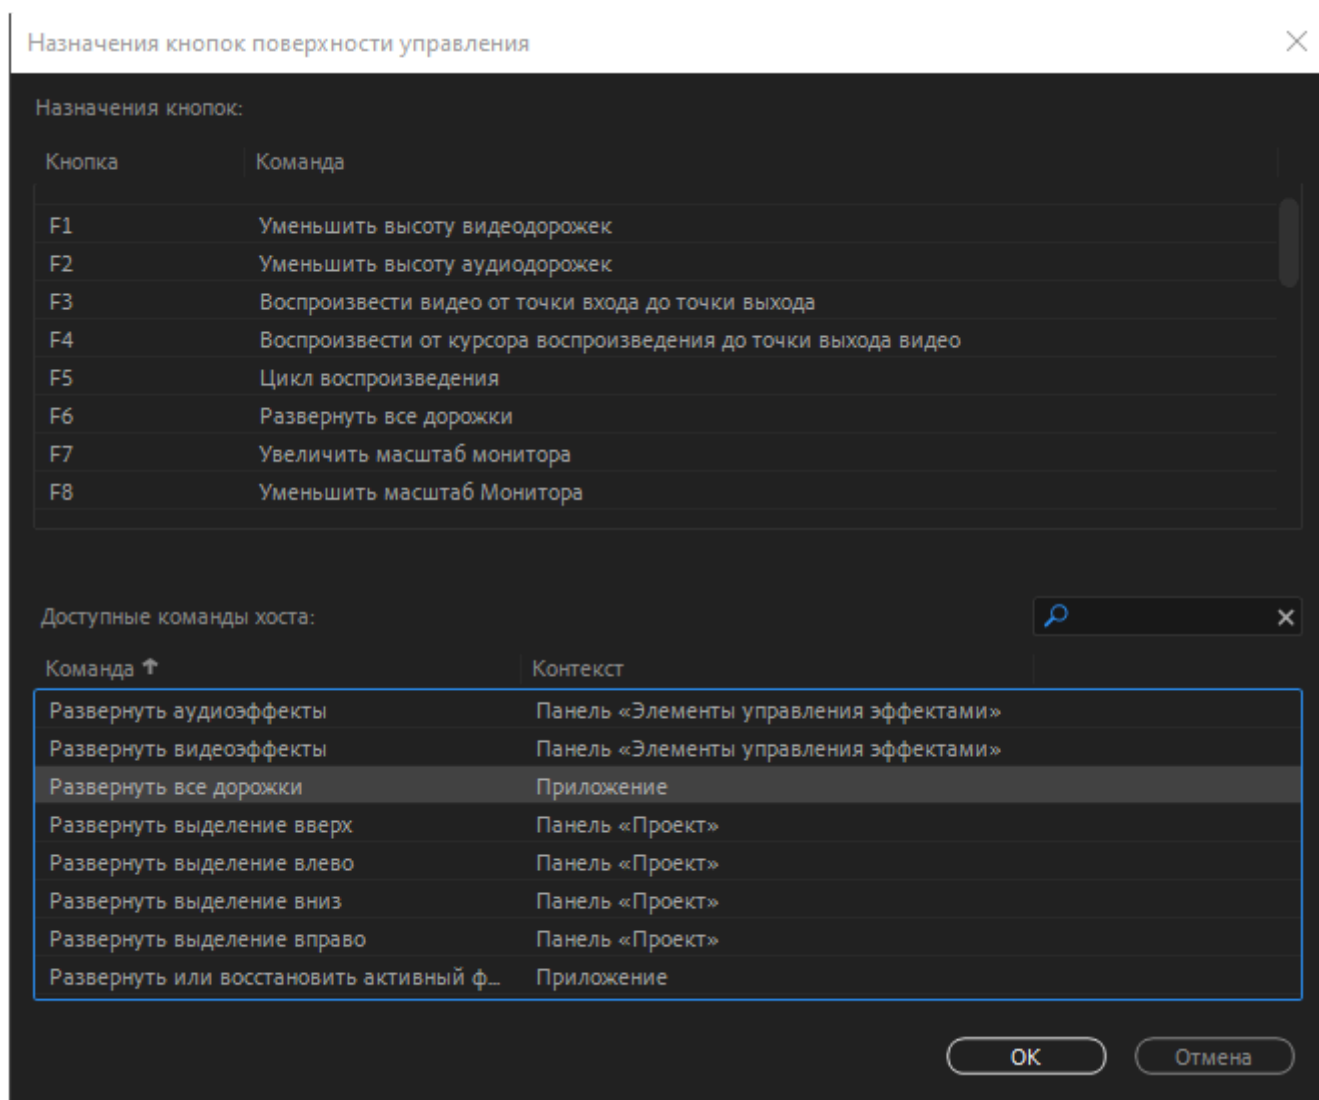 Назначения кнопок поверхности управления
Назначения кнопок:
Кнопка Команда
F1 Уменьшить высоту видеодорожек
F2 Уменьшить высоту аудиодорожек
F3 Воспроизвести видео от точки входа до точки выхода
F4 Воспроизвести от курсора воспроизведения до точки выхода видео
F5 Цикл воспроизведения
F6 Развернуть все дорожки
F7 Увеличить масштаб монитора
F8 Уменьшить масштаб Монитора
Доступные команды хоста:
Команда Контекст
Развернуть аудиоэффекты Панель «Элементы управления эффектами»
Развернуть видеоэффекты Панель «Элементы управления эффектами»
Развернуть все дорожки Приложение
Развернуть выделение вверх Панель «Проект»
Развернуть выделение влево Панель «Проект»
Развернуть выделение вниз Панель «Проект»
Развернуть выделение вправо Панель «Проект»
Развернуть или восстановить активный ф... Приложение
ОК Отмена